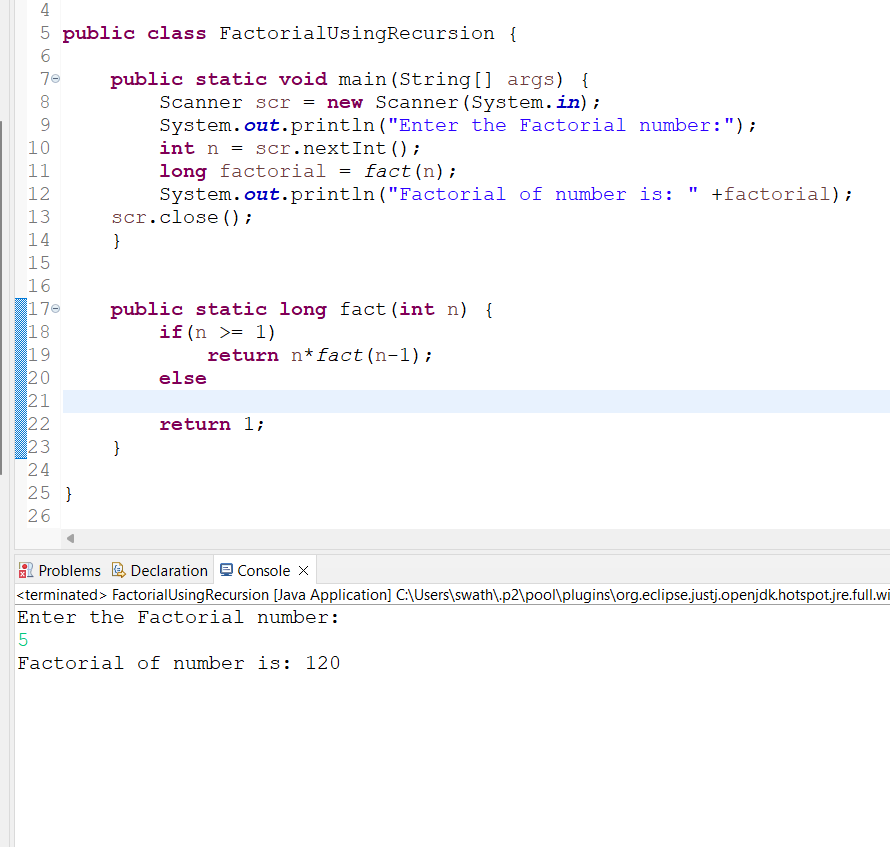 4
5 public class FactorialUsingRecursion {
6
7 public static void main(String[] args) {
8 Scanner scr = new Scanner(System.in);
9 System.out.println("Enter the Factorial number:");
10 int n = scr.nextInt();
11 long factorial = fact(n);
12 System.out.println("Factorial of number is: " +factorial);
13 scr.close();
14 }
15
16
17 public static long fact(int n) {
18 if(n >= 1)
19 return n*fact(n-1);
20 else
21
22 return 1;
23 }
24
25 }
26
Problems Declaration Console
<terminated> FactorialUsingRecursion [Java Application] C:\Users\swath\.p2\pool\plugins\org.eclipse.justj.openjdk.hotspot.jre.full.wi
Enter the Factorial number:
5
Factorial of number is: 120